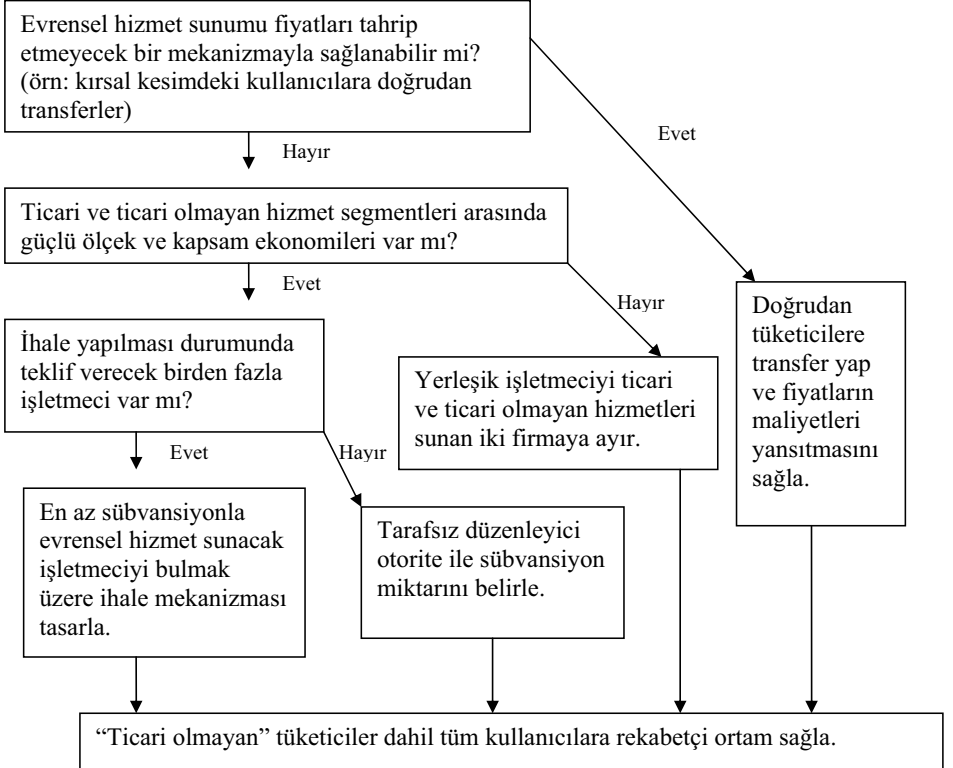 Evrensel hizmet sunumu fiyatları tahrip
etmeyecek bir mekanizmayla sağlanabilir mi?
(örn: kırsal kesimdeki kullanıcılara doğrudan
transferler)
Evet
Hayır
Ticari ve ticari olmayan hizmet segmentleri arasında
güçlü ölçek ve kapsam ekonomileri var mı?
Evet
Hayır
Doğrudan
tüketicilere
transfer yap
ve fiyatların
maliyetleri
yansıtmasını
sağla.
İhale yapılması durumunda
teklif verecek birden fazla
işletmeci var mı?
Yerleşik işletmeciyi ticari
ve ticari olmayan hizmetleri
sunan iki firmaya ayır.
Evet
Hayır
En az sübvansiyonla
evrensel hizmet sunacak
işletmeciyi bulmak
üzere ihale mekanizması
tasarla.
Tarafsız düzenleyici
otorite ile sübvansiyon
miktarını belirle.
“Ticari olmayan” tüketiciler dahil tüm kullanıcılara rekabetçi ortam sağla.